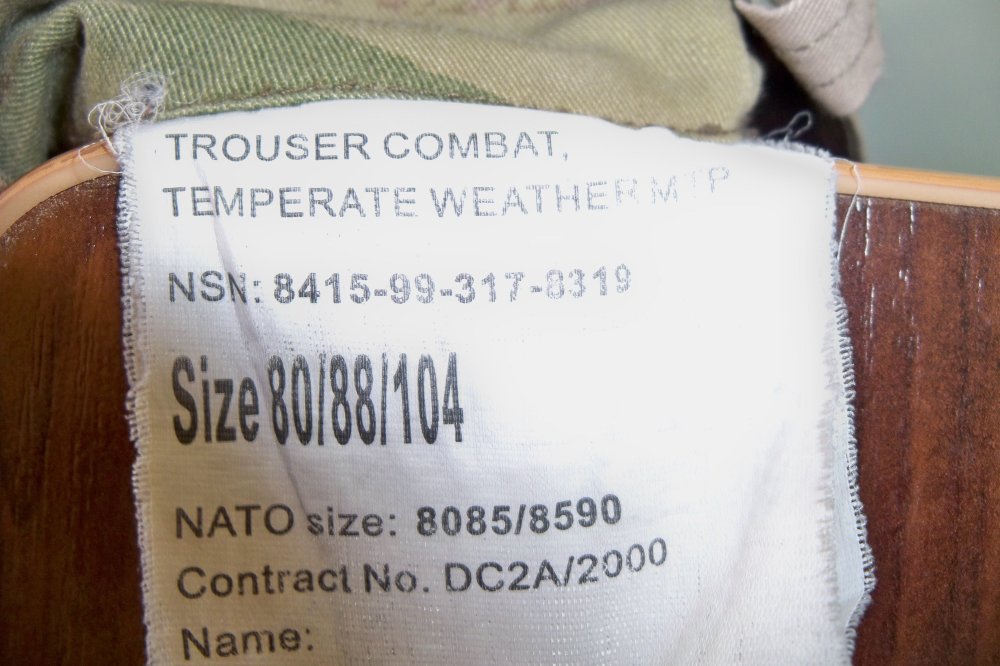 TROUSER COMBAT,
TEMPERATE WEATHER MTP
NSN: 8415-99-317-8319
Size 80/88/104
NATO size: 8085/8590
Contract No. DC2A/2000
Name: